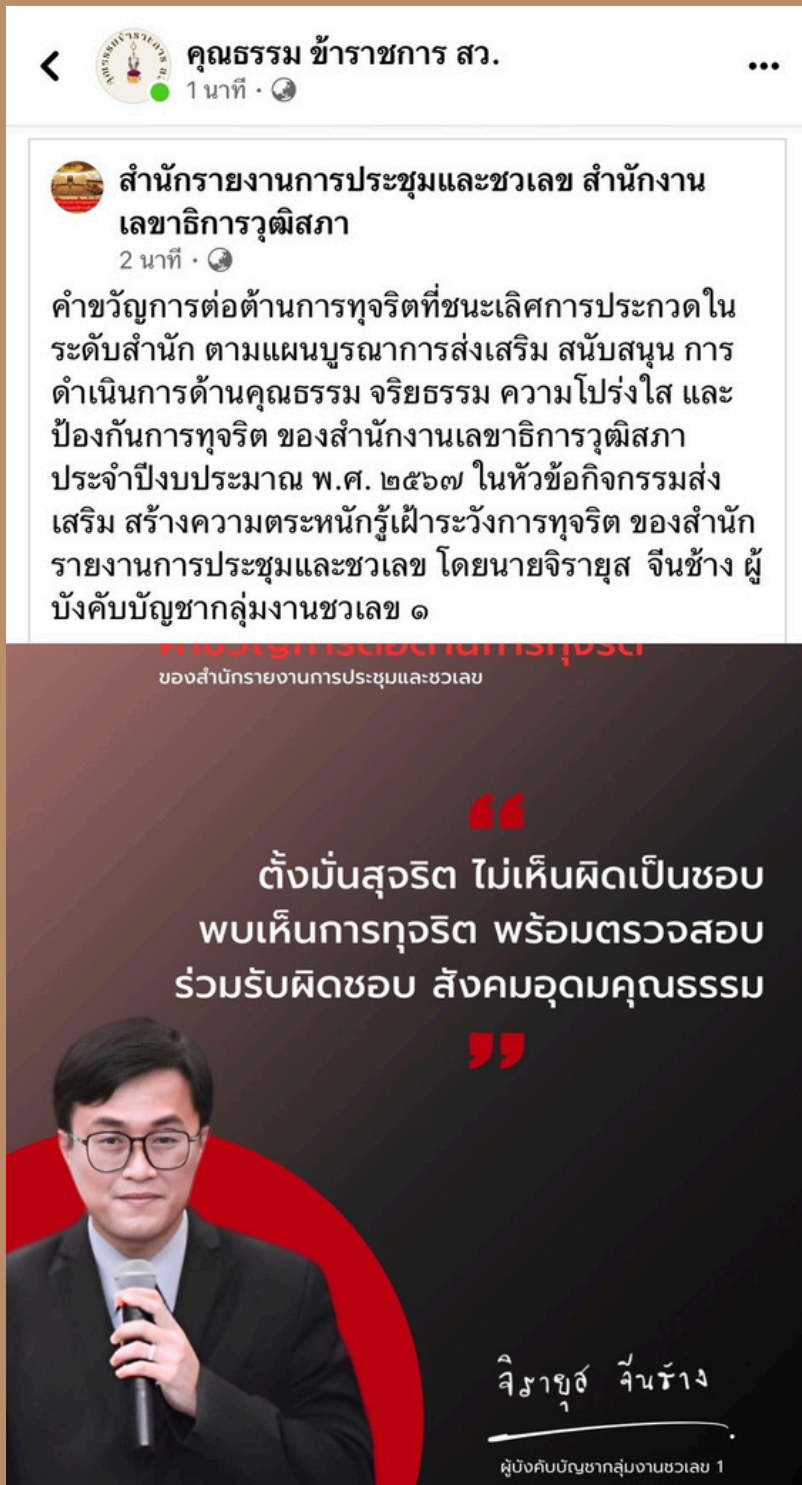 คุณธรรม ข้าราชการ สว.
1 นาที ·
สำนักรายงานการประชุมและชวเลข สำนักงาน
เลขาธิการวุฒิสภา
2 นาที ·
คำขวัญการต่อต้านการทุจริตที่ชนะเลิศการประกวดใน
ระดับสำนัก ตามแผนบูรณาการส่งเสริม สนับสนุน การ
ดำเนินการด้านคุณธรรม จริยธรรม ความโปร่งใส และ
ป้องกันการทุจริต ของสำนักงานเลขาธิการวุฒิสภา
ประจำปีงบประมาณ พ.ศ. ๒๕๖๗ ในหัวข้อกิจกรรมส่ง
เสริม สร้างความตระหนักรู้เฝ้าระวังการทุจริต ของสำนัก
รายงานการประชุมและชวเลข โดยนายจิรายุส  จีนช้าง ผู้
บังคับบัญชากลุ่มงานชวเลข ๑
คำขวัญการต่อต้านการทุจริต
ของสำนักรายงานการประชุมและชวเลข
“
ตั้งมั่นสุจริต ไม่เห็นผิดเป็นชอบ
พบเห็นการทุจริต พร้อมตรวจสอบ
ร่วมรับผิดชอบ สังคมอุดมคุณธรรม
”
จิรายุส จีนช้าง
ผู้บังคับบัญชากลุ่มงานชวเลข 1